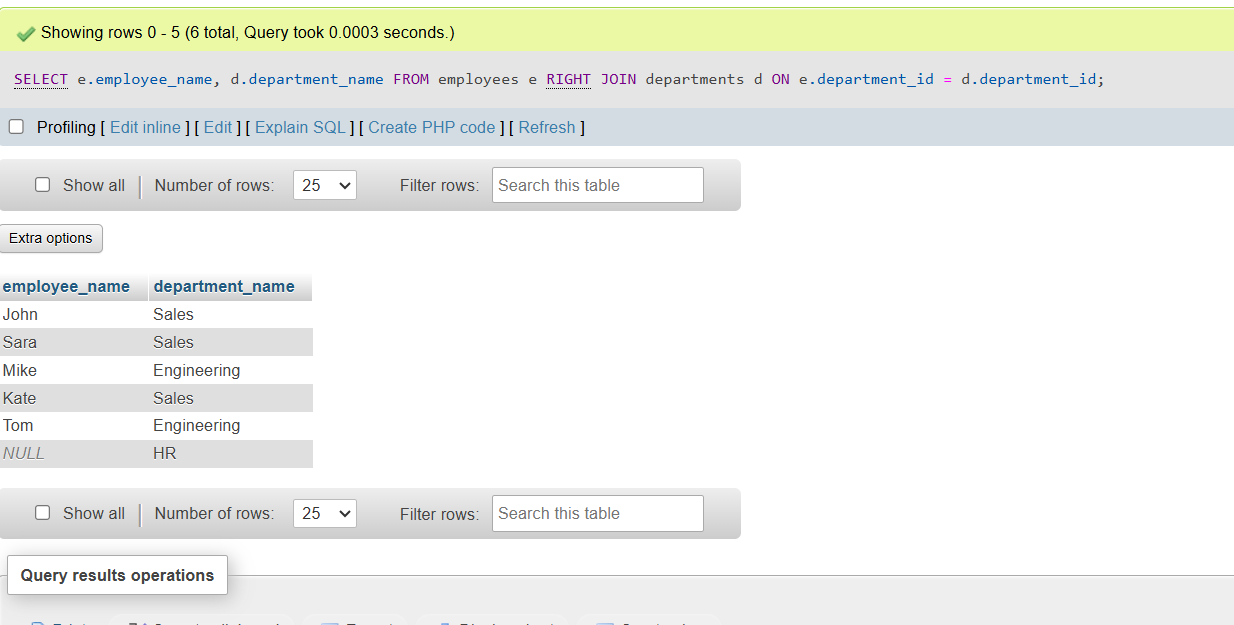 Showing rows 0 - 5 (6 total, Query took 0.0003 seconds.)
SELECT e.employee_name, d.department_name FROM employees e RIGHT JOIN departments d ON e.department_id = d.department_id;
Profiling [ Edit inline ] [ Edit ] [ Explain SQL ] [ Create PHP code ] [ Refresh ]
Show all | Number of rows: 25 Filter rows: Search this table
Extra options
employee_name department_name
John Sales
Sara Sales
Mike Engineering
Kate Sales
Tom Engineering
NULL HR
Show all | Number of rows: 25 Filter rows: Search this table
Query results operations